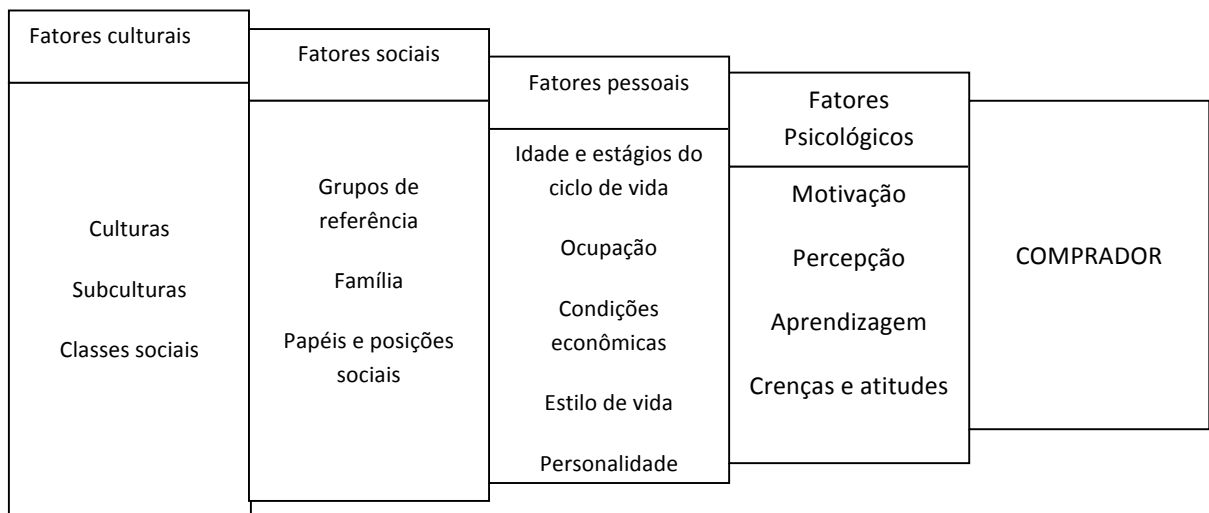 Fatores culturais
Culturas
Subculturas
Classes sociais
Fatores sociais
Grupos de
referência
Família
Papéis e posições
sociais
Fatores pessoais
Idade e estágios do
ciclo de vida
Ocupação
Condições
econômicas
Estilo de vida
Personalidade
Fatores
Psicológicos
Motivação
Percepção
Aprendizagem
Crenças e atitudes
COMPRADOR